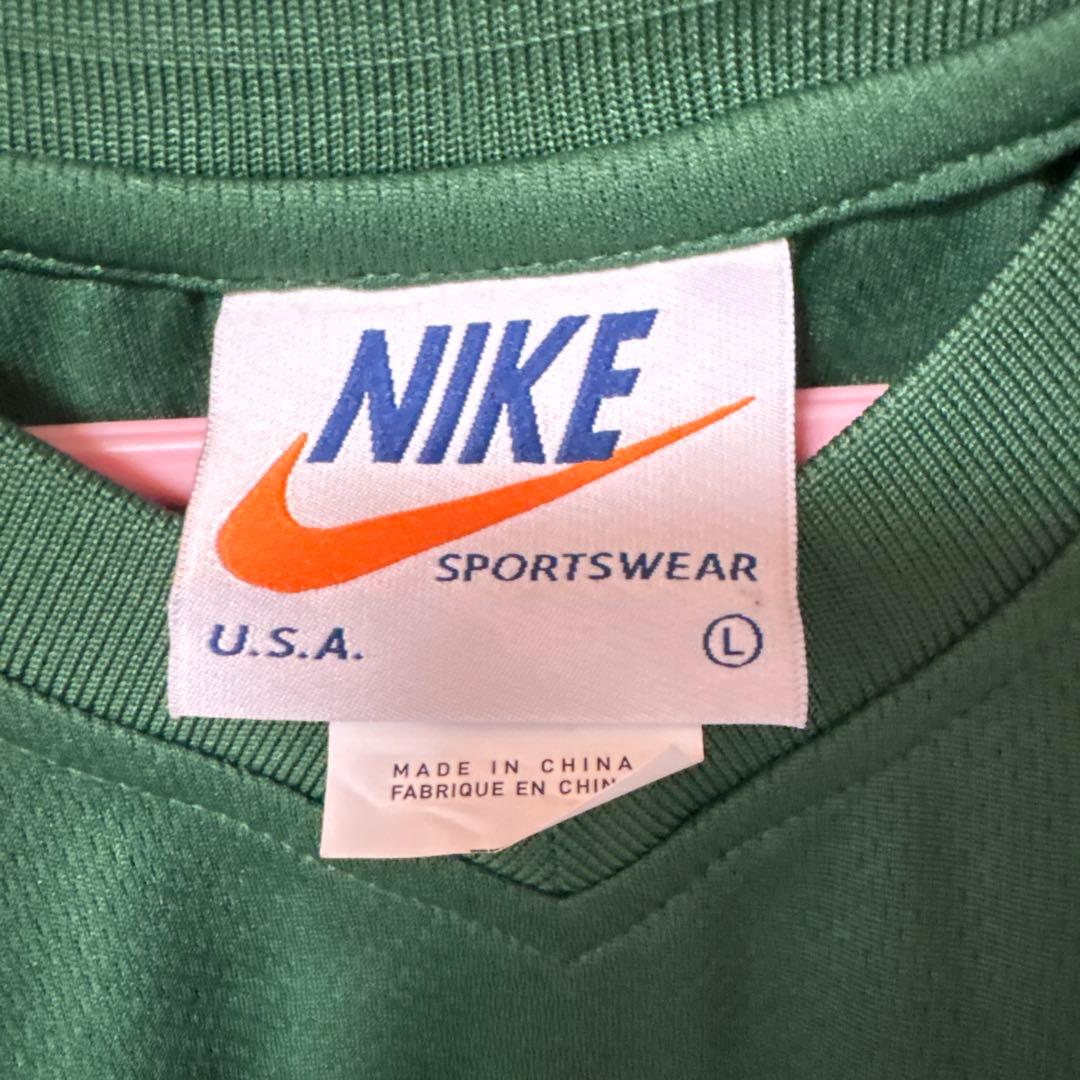 NIKE
SPORTSWEAR
U.S.A.
L
MADE IN CHINA
FABRIQUE EN CHIN